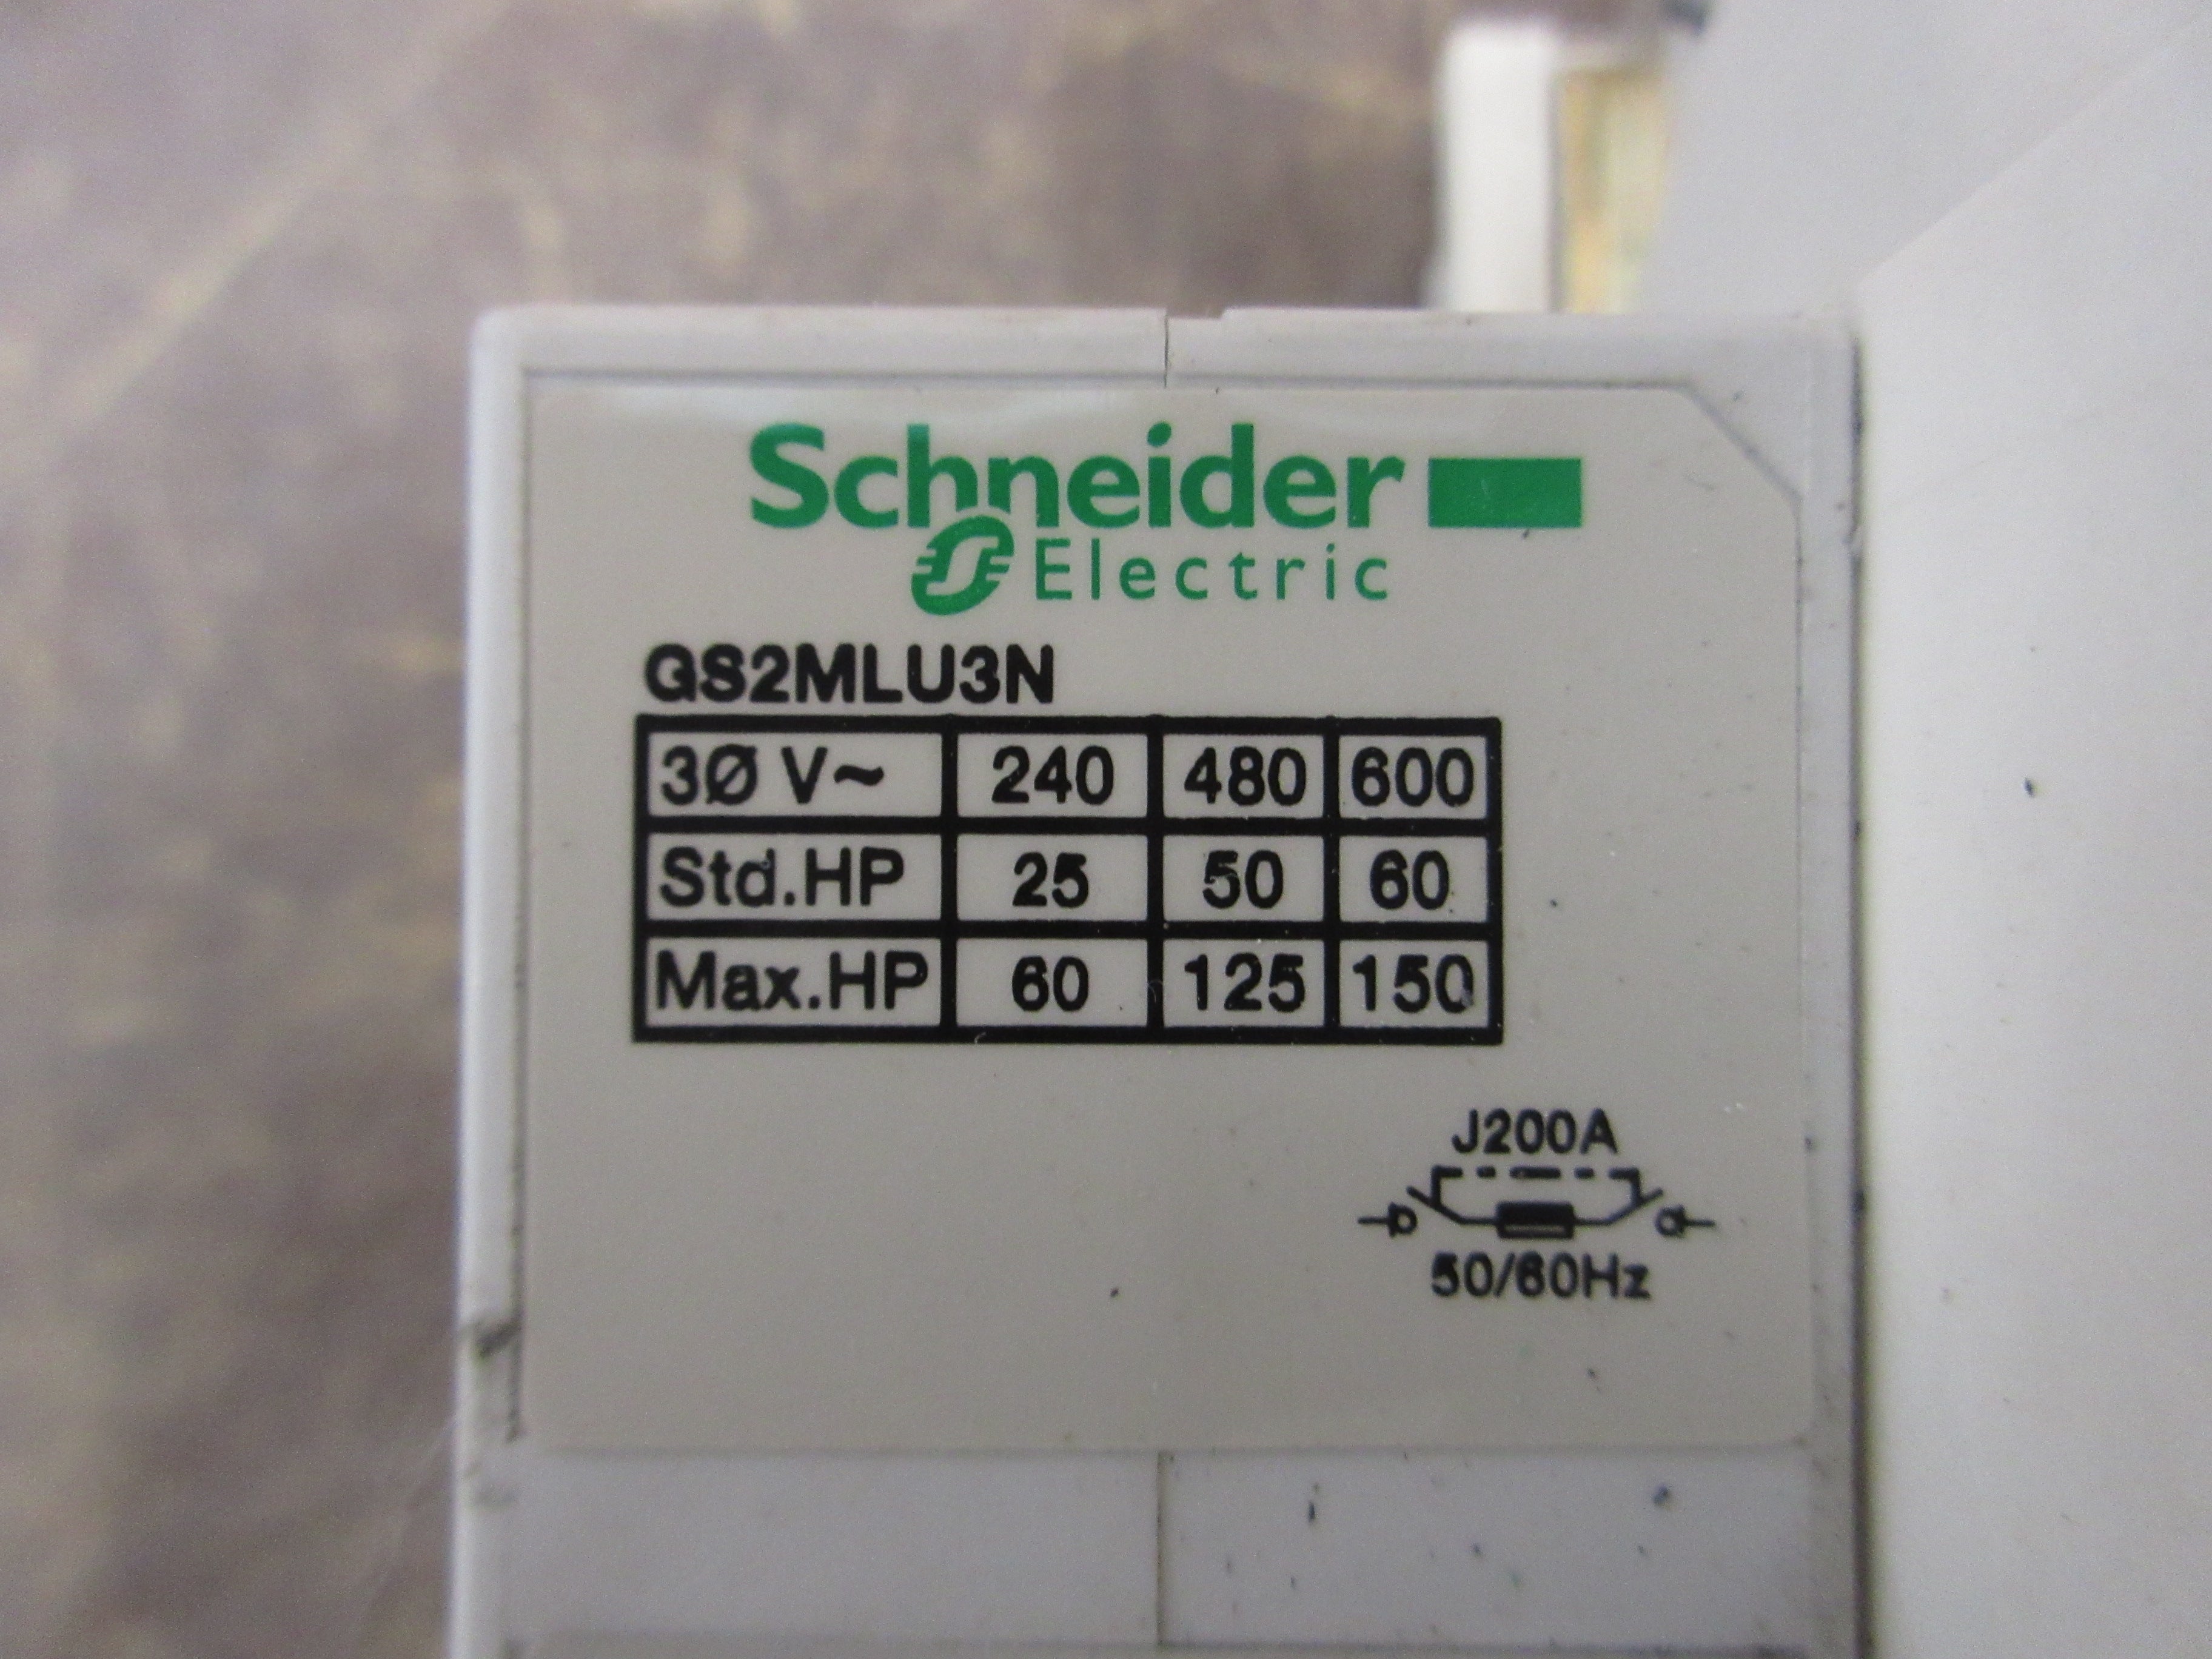 Schneider
Electric
GS2MLU3N
3Ø V~ 240 480 600
Std.HP 25 50 60
Max.HP 60 125 150
J200A
50/60Hz